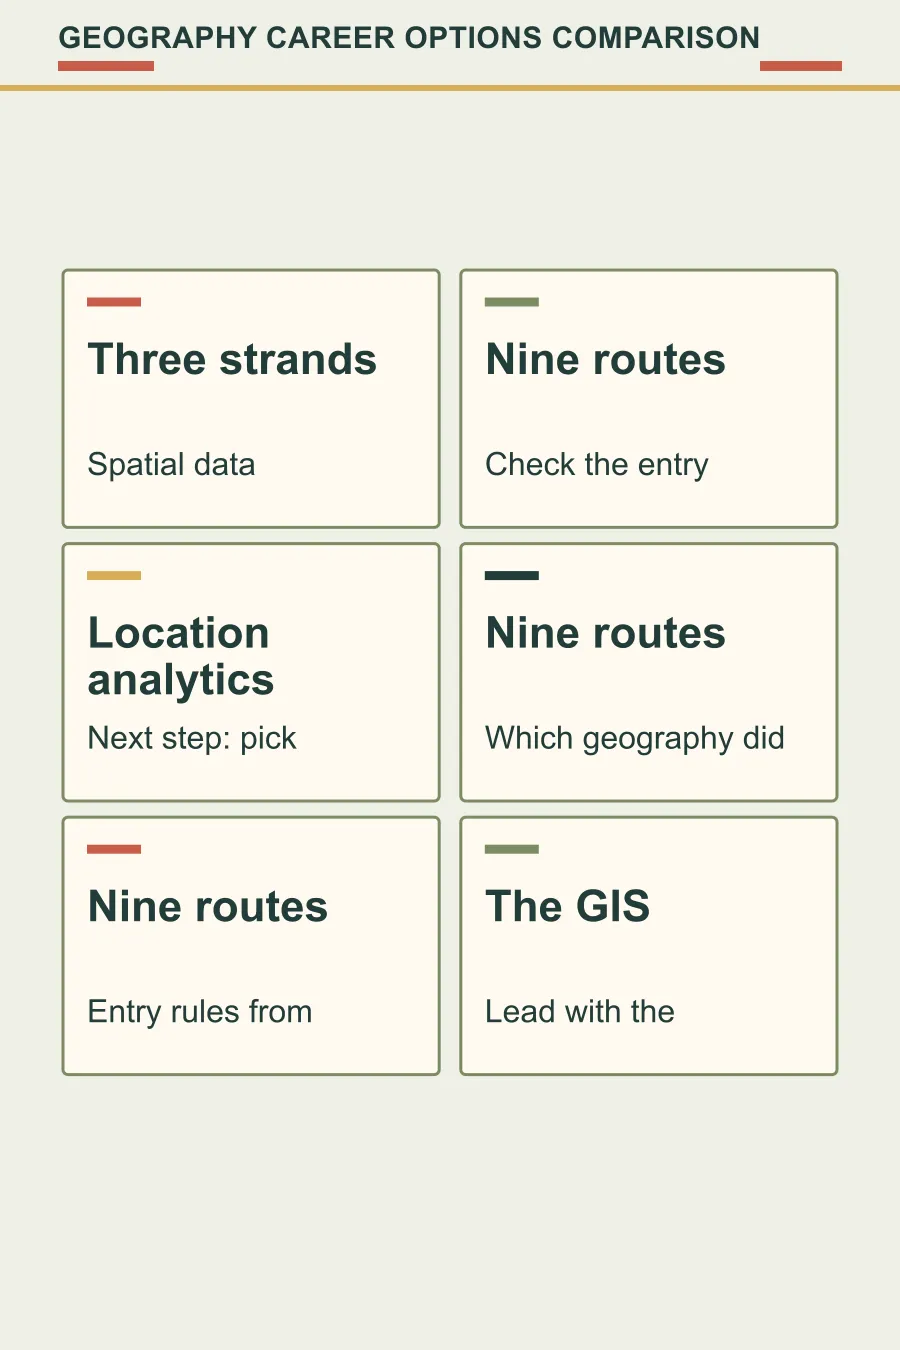 GEOGRAPHY CAREER OPTIONS COMPARISON
Three strands
Spatial data
Nine routes
Check the entry
Location
analytics
Next step: pick
Nine routes
Which geography did
Nine routes
Entry rules from
The GIS
Lead with the